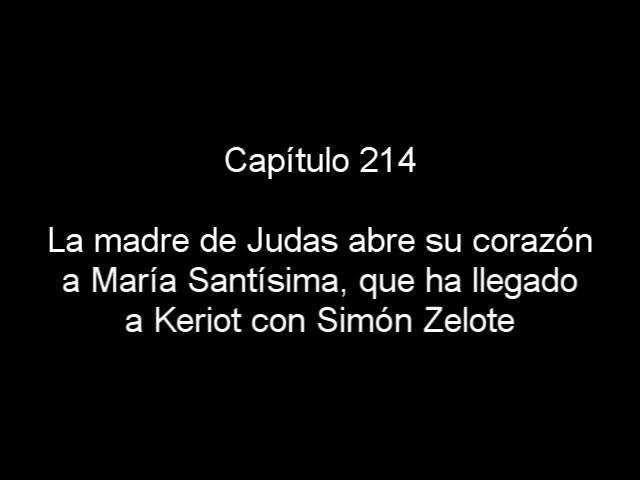 Capítulo 214
La madre de Judas abre su corazón
a María Santísima, que ha llegado
a Keriot con Simón Zelote